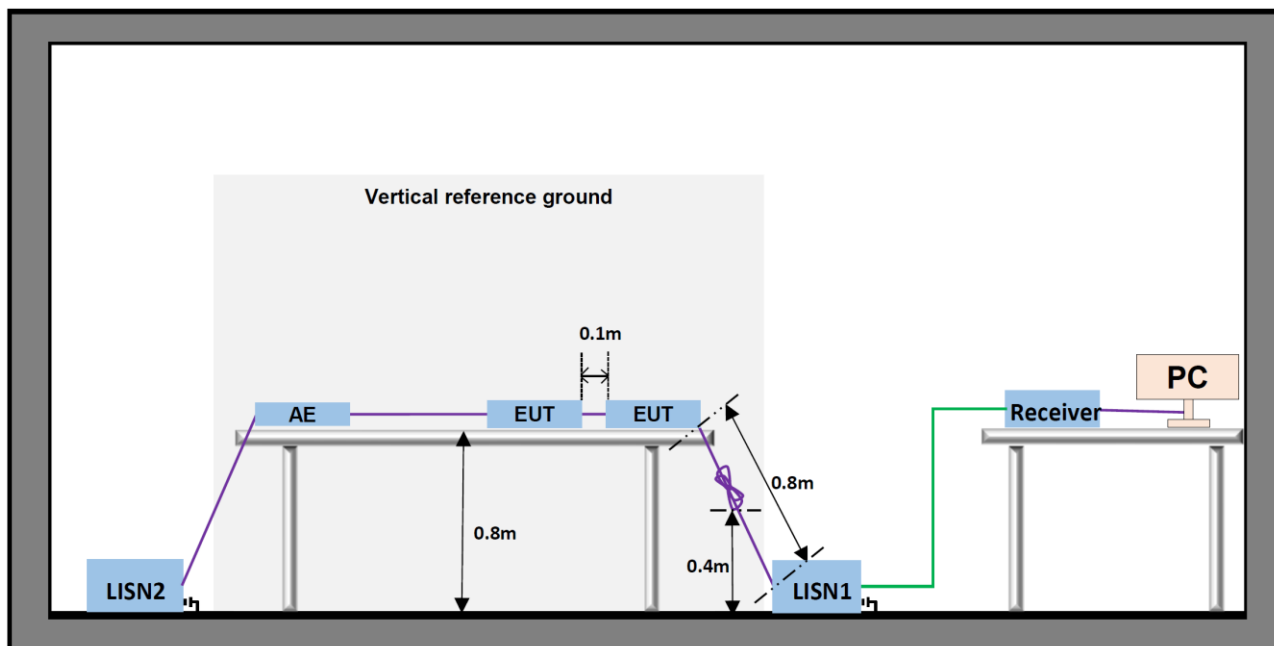 Vertical reference ground
0.1m
AE
EUT
EUT
Receiver
PC
0.8m
0.8m
0.4m
LISN2
LISN1